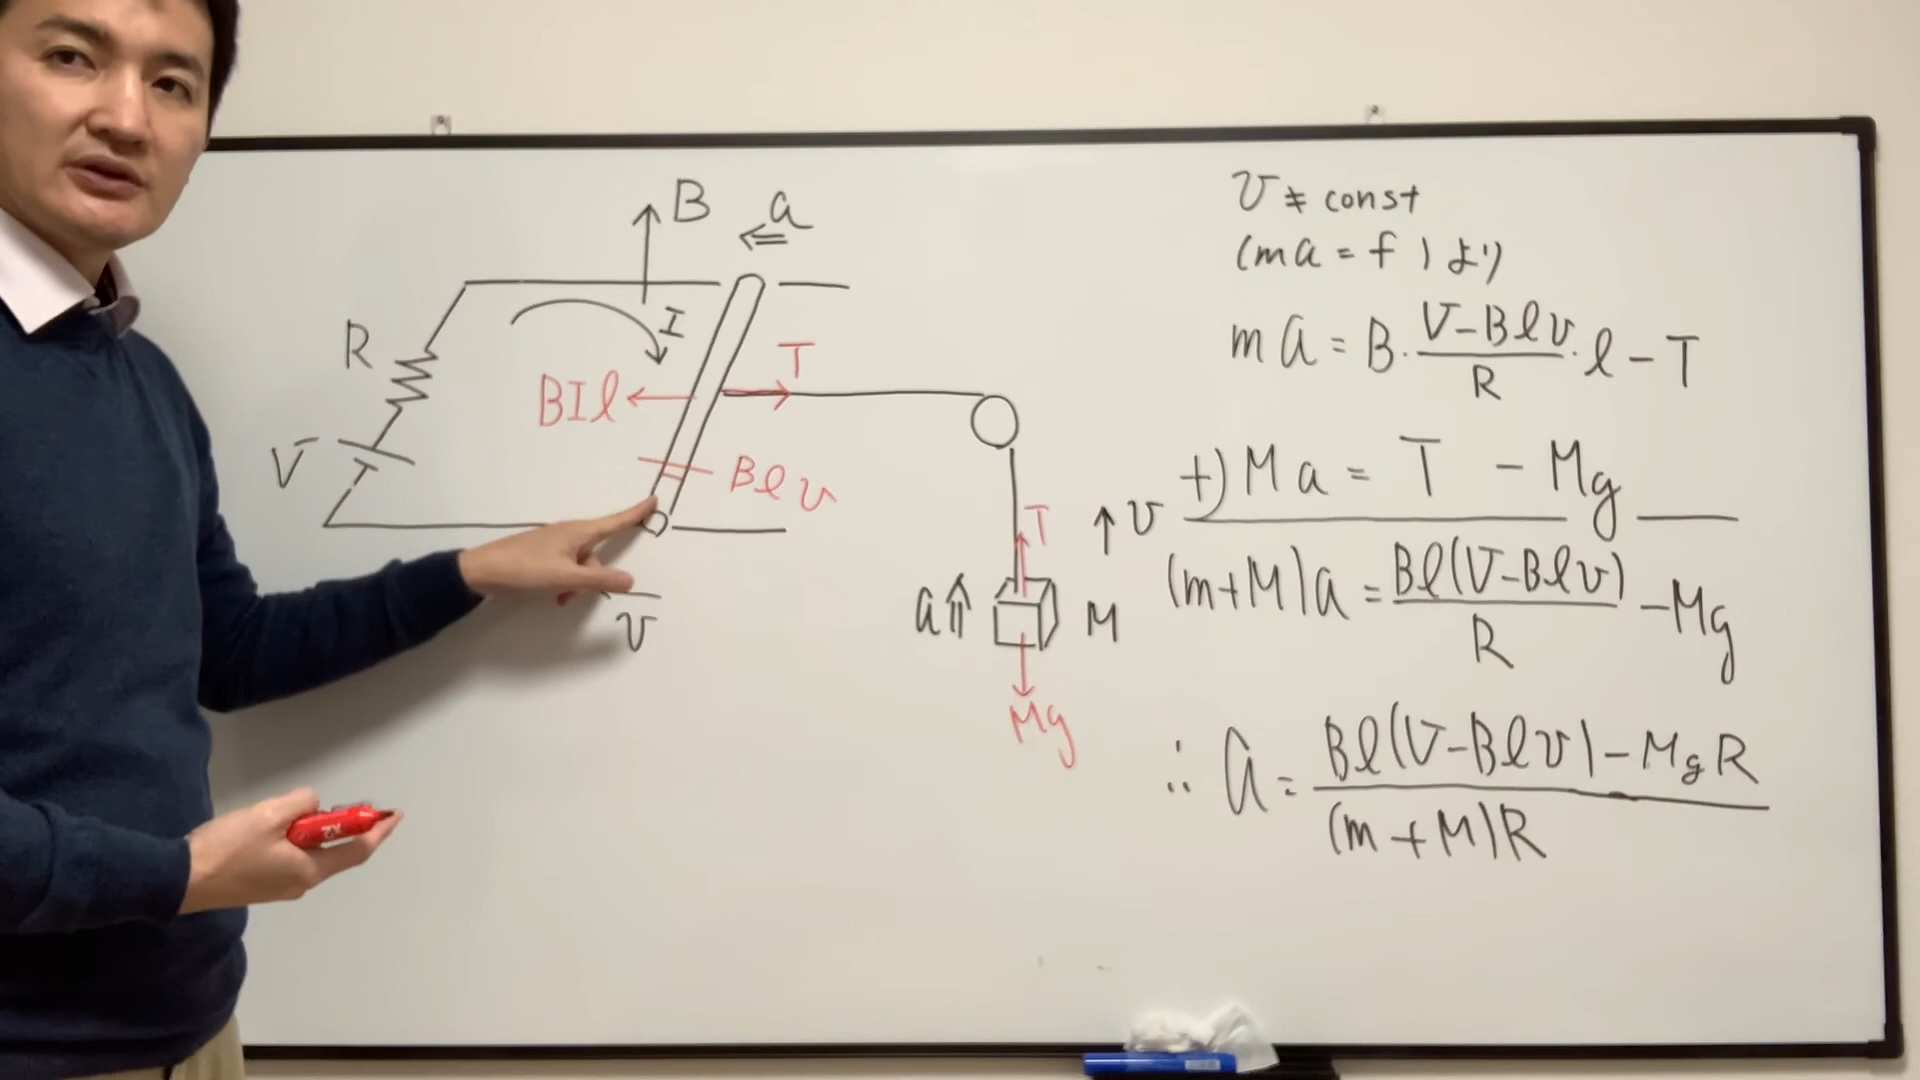 B
a
R
I
T
BIl
V
Blv
T
v
a
M
v
Mg
v ≠ const
(ma = f)より
ma = B・(V-Blv)/R・l - T
+) Ma = T - Mg
(m+M)a = Bl(V-Blv)/R - Mg
∴ a = (Bl(V-Blv)-MgR)/((m+M)R)